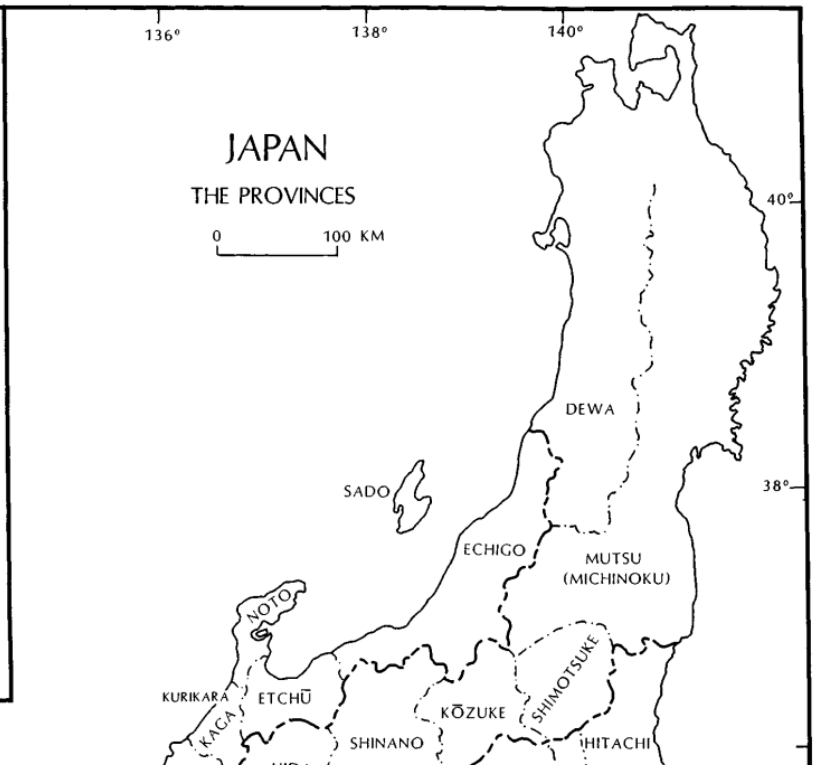 136° 138° 140°
JAPAN
THE PROVINCES
0 100 KM
40°
DEWA
SADO
38°
ECHIGO
MUTSU
(MICHINOKU)
NOTO
SHIMOTSUKE
KURIKARA
ETCHŪ
KAGA
KŌZUKE
SHINANO
HITACHI